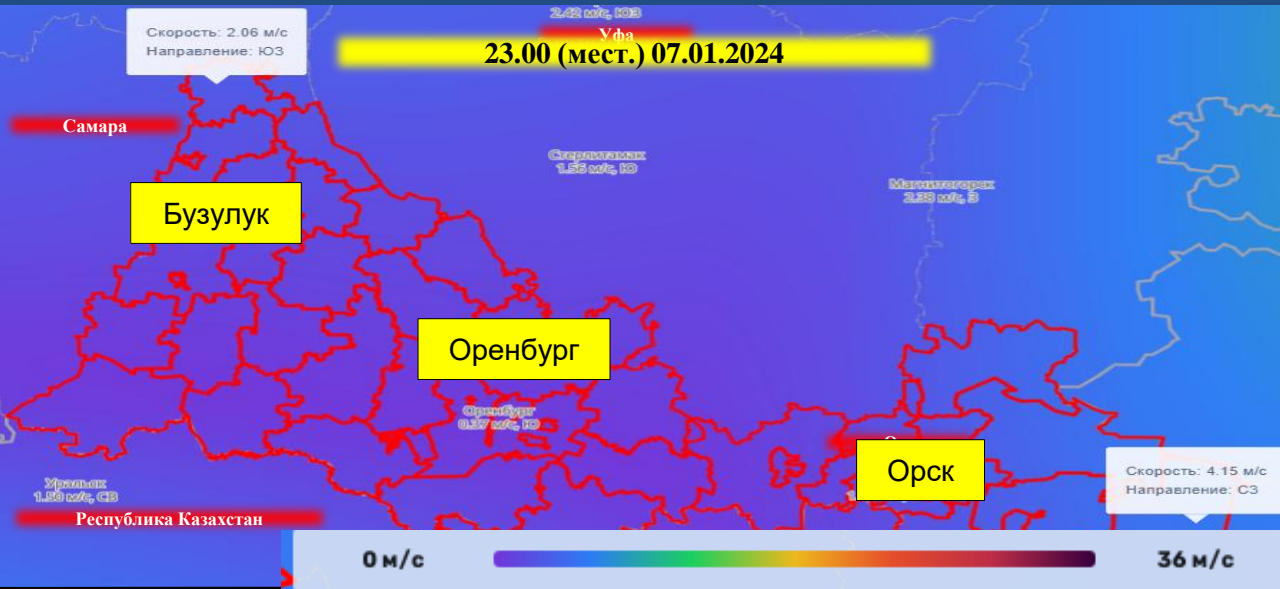 2.42 м/с, ЮЗ
Скорость: 2.06 м/с
Направление: ЮЗ
Уфа
23.00 (мест.) 07.01.2024
Самара
Стерлитамак
1.56 м/с, Ю
Магнитогорск
2.38 м/с, З
Бузулук
Оренбург
Оренбург
0.37 м/с, Ю
Орск
Скорость: 4.15 м/с
Направление: СЗ
Уральск
1.50 м/с, СВ
Республика Казахстан
0 м/с
36 м/с